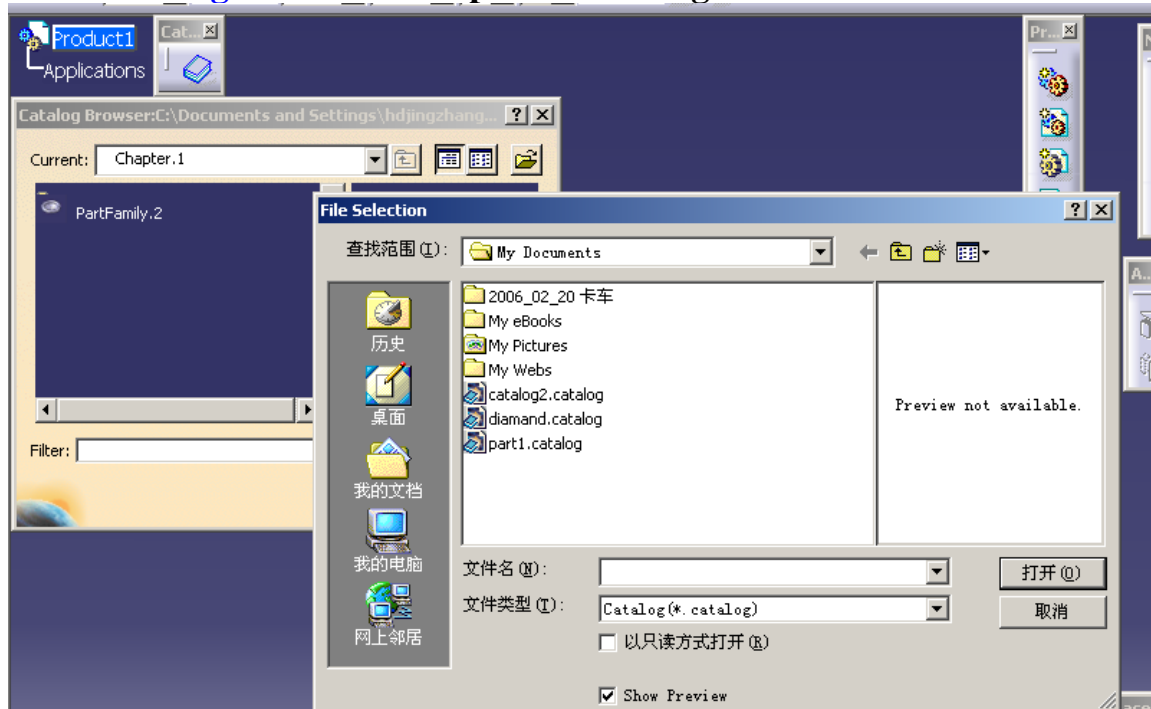 Product1
Applications
Cat...
Pr...
Catalog Browser:C:\Documents and Settings\hdjingzhang...
Current: Chapter.1
PartFamily.2
Filter:
File Selection
查找范围(I): My Documents
历史
桌面
我的文档
我的电脑
网上邻居
2006_02_20 卡车
My eBooks
My Pictures
My Webs
catalog2.catalog
diamand.catalog
part1.catalog
Preview not available.
文件名(N): 打开(O)
文件类型(T): Catalog(*.catalog) 取消
以只读方式打开(R)
Show Preview
A...